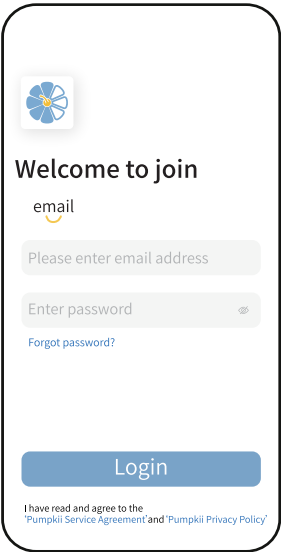 Welcome to join
email
Please enter email address
Enter password
Forgot password?
Login
I have read and agree to the
'Pumpkii Service Agreement'and 'Pumpkii Privacy Policy'